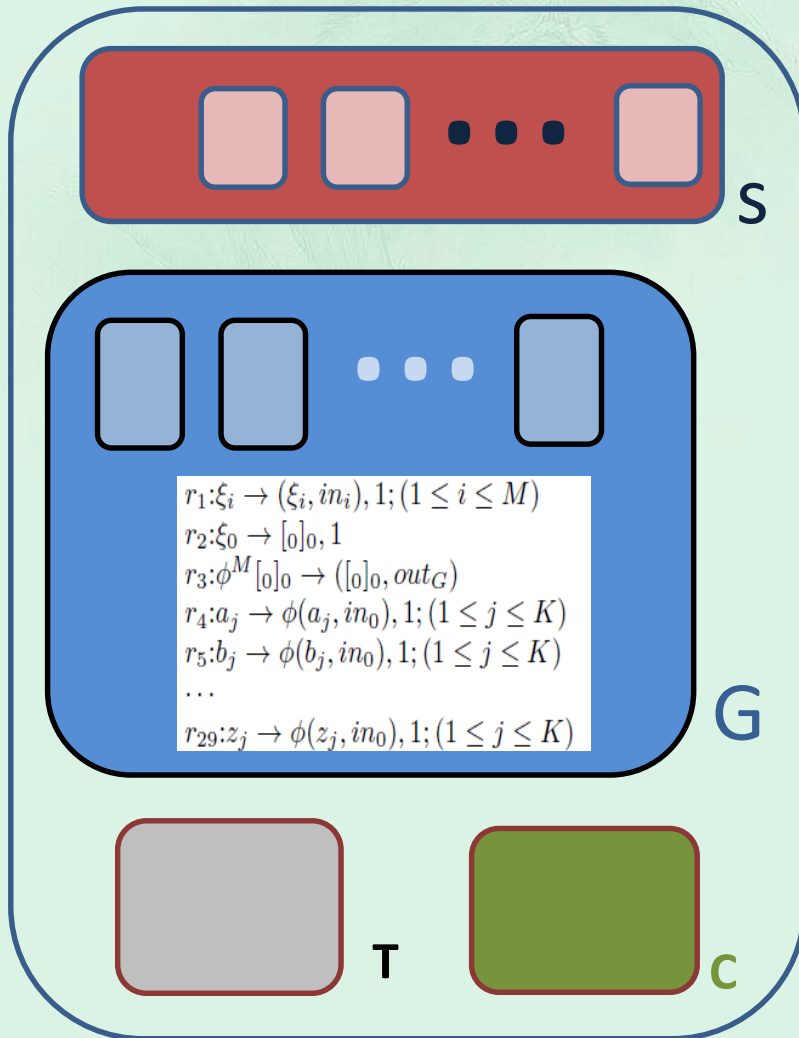 S
r₁:ξᵢ → (ξᵢ, inᵢ), 1; (1 ≤ i ≤ M)
r₂:ξ₀ → [₀]₀, 1
r₃:ϕᴹ[₀]₀ → ([₀]₀, out_G)
r₄:aⱼ → ϕ(aⱼ, in₀), 1; (1 ≤ j ≤ K)
r₅:bⱼ → ϕ(bⱼ, in₀), 1; (1 ≤ j ≤ K)
...
r₂₉:zⱼ → ϕ(zⱼ, in₀), 1; (1 ≤ j ≤ K)
G
T
C